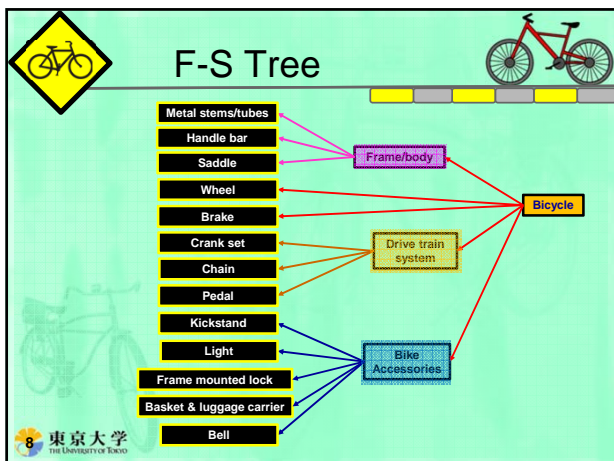 F-S Tree
Metal stems/tubes
Handle bar
Saddle
Wheel
Brake
Crank set
Chain
Pedal
Kickstand
Light
Frame mounted lock
Basket & luggage carrier
Bell
Frame/body
Drive train
system
Bike
Accessories
Bicycle
8
東京大学
THE UNIVERSITY OF TOKYO